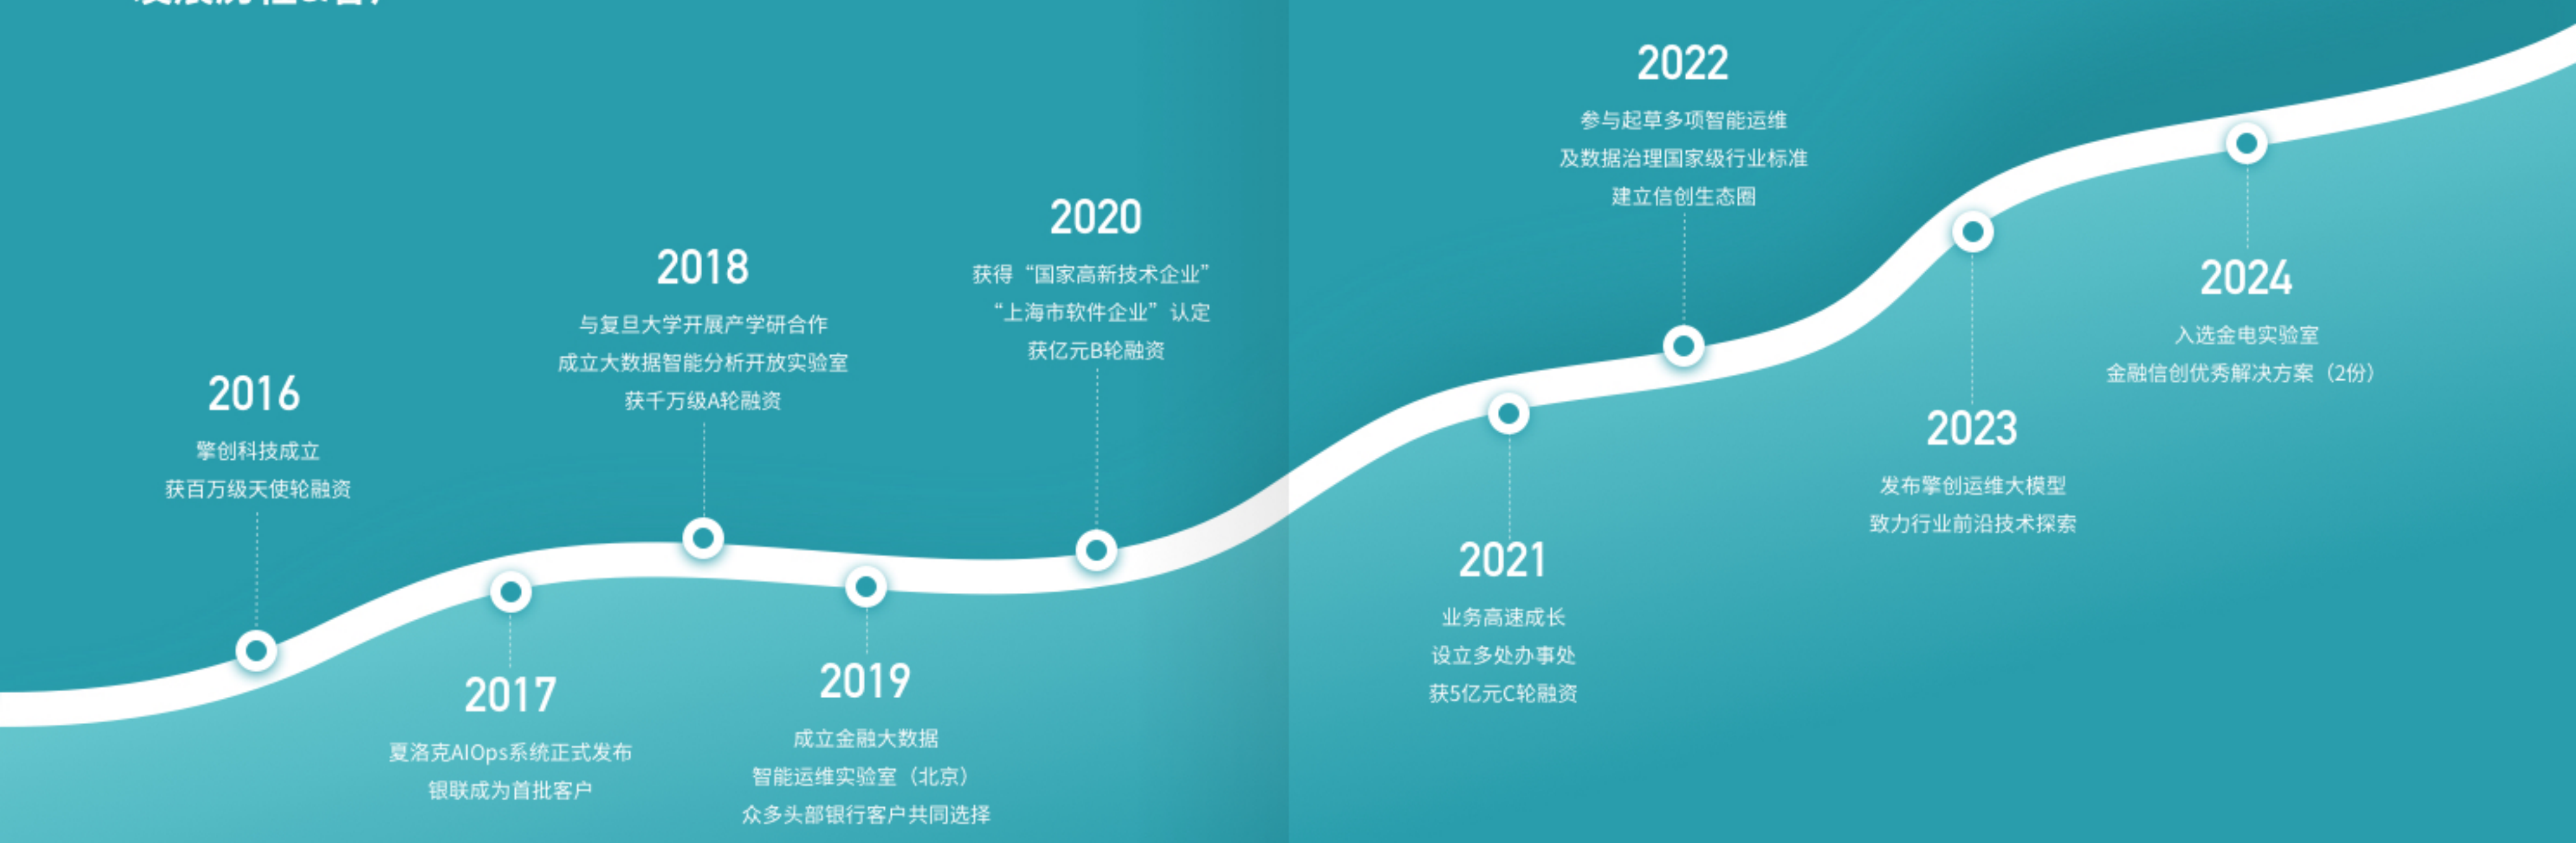 2016
擎创科技成立
获百万级天使轮融资
2017
夏洛克AIOps系统正式发布
银联成为首批客户
2018
与复旦大学开展产学研合作
成立大数据智能分析开放实验室
获千万级A轮融资
2019
成立金融大数据
智能运维实验室（北京）
众多头部银行客户共同选择
2020
获得“国家高新技术企业”
“上海市软件企业”认定
获亿元B轮融资
2021
业务高速成长
设立多处办事处
获5亿元C轮融资
2022
参与起草多项智能运维
及数据治理国家级行业标准
建立信创生态圈
2023
发布擎创运维大模型
致力行业前沿技术探索
2024
入选金电实验室
金融信创优秀解决方案（2份）